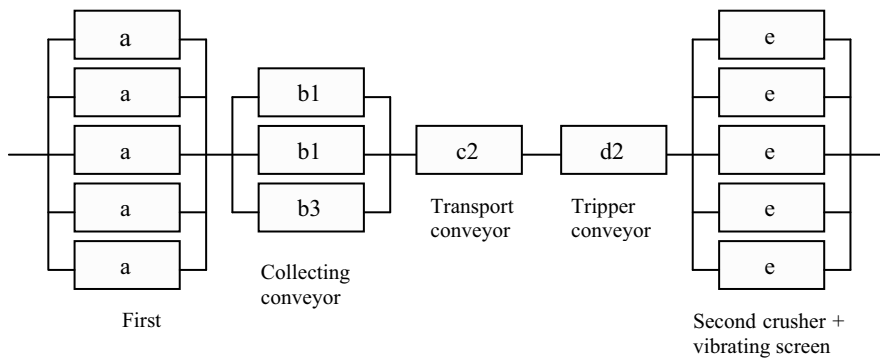 a
a
a
a
a
First
b1
b1
b3
Collecting
conveyor
c2
Transport
conveyor
d2
Tripper
conveyor
e
e
e
e
e
Second crusher +
vibrating screen